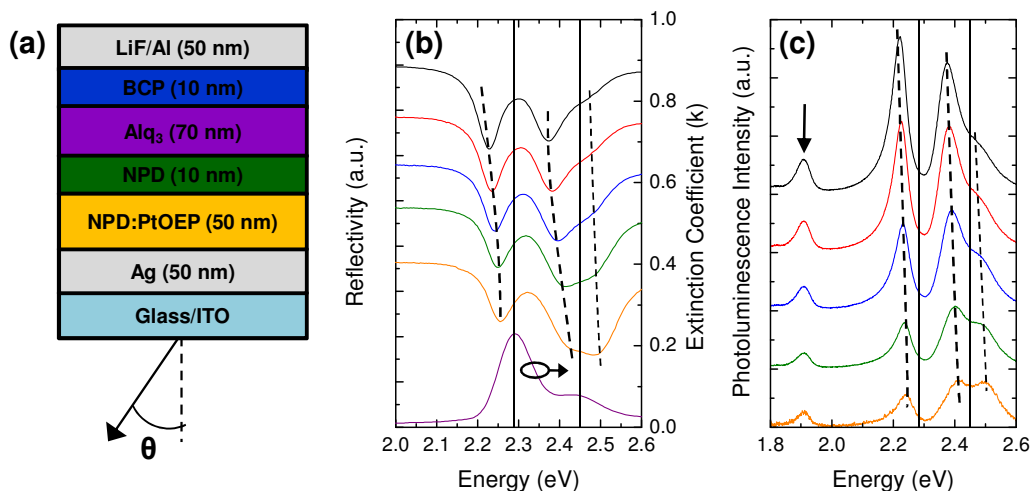 (a)
LiF/Al (50 nm)
BCP (10 nm)
Alq3 (70 nm)
NPD (10 nm)
NPD:PtOEP (50 nm)
Ag (50 nm)
Glass/ITO
θ
(b)
Reflectivity (a.u.)
1.0
0.8
0.6
0.4
0.2
0.0
Extinction Coefficient (k)
2.0 2.1 2.2 2.3 2.4 2.5 2.6
Energy (eV)
(c)
Photoluminescence Intensity (a.u.)
1.8 2.0 2.2 2.4 2.6
Energy (eV)